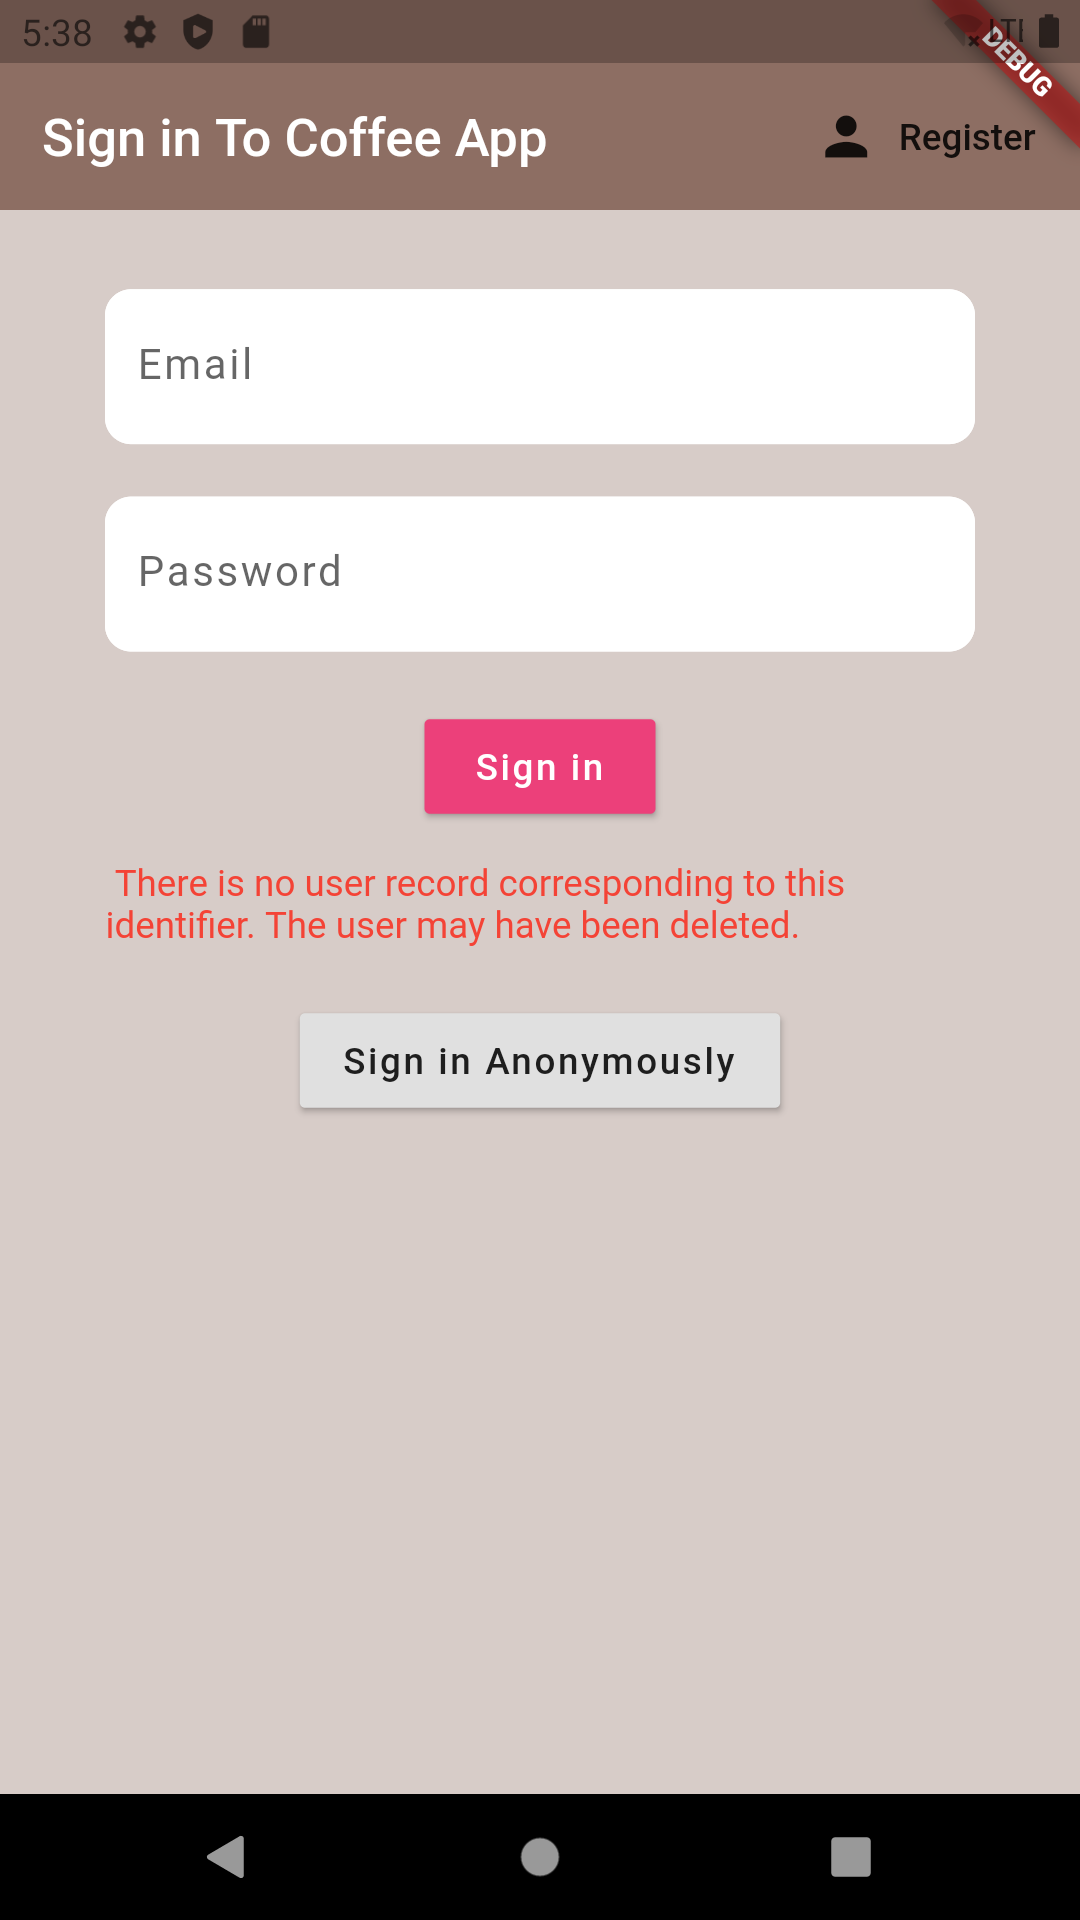 5:38
LTE
DEBUG
Sign in To Coffee App
Register
Email
Password
Sign in
There is no user record corresponding to this
identifier. The user may have been deleted.
Sign in Anonymously